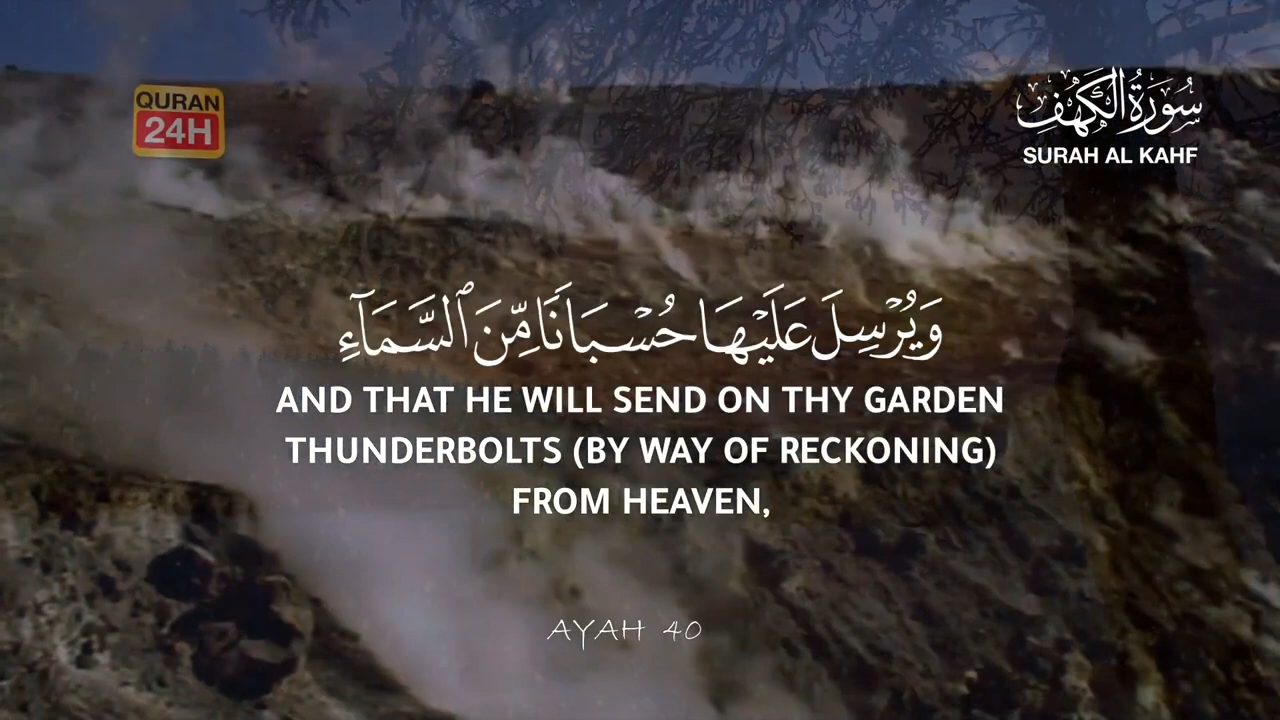 QURAN
24H
سُورَةُ الكَهْفِ
SURAH AL KAHF
وَيُرْسِلَ عَلَيْهَا حُسْبَانًا مِّنَ ٱلسَّمَآءِ
AND THAT HE WILL SEND ON THY GARDEN
THUNDERBOLTS (BY WAY OF RECKONING)
FROM HEAVEN,
AYAH 40